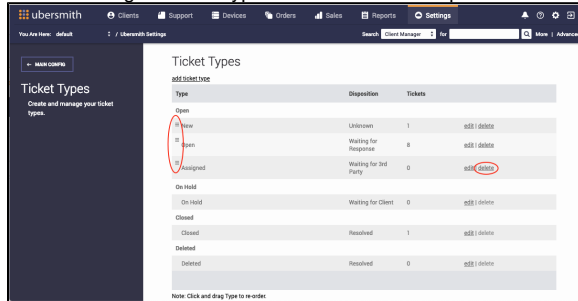 ubersmith Clients Support Devices Orders Sales Reports Settings
You Are Here: default / Ubersmith Settings Search Client Manager for More | Advanced
← MAIN CONFIG
Ticket Types
Create and manage your ticket
types.
Ticket Types
add ticket type
Type Disposition Tickets
Open
New Unknown 1 edit | delete
Open Waiting for
Response 8 edit | delete
Assigned Waiting for 3rd
Party 0 edit | delete
On Hold
On Hold Waiting for Client 0 edit | delete
Closed
Closed Resolved 1 edit | delete
Deleted
Deleted Resolved 0 edit | delete
Note: Click and drag Type to re-order.